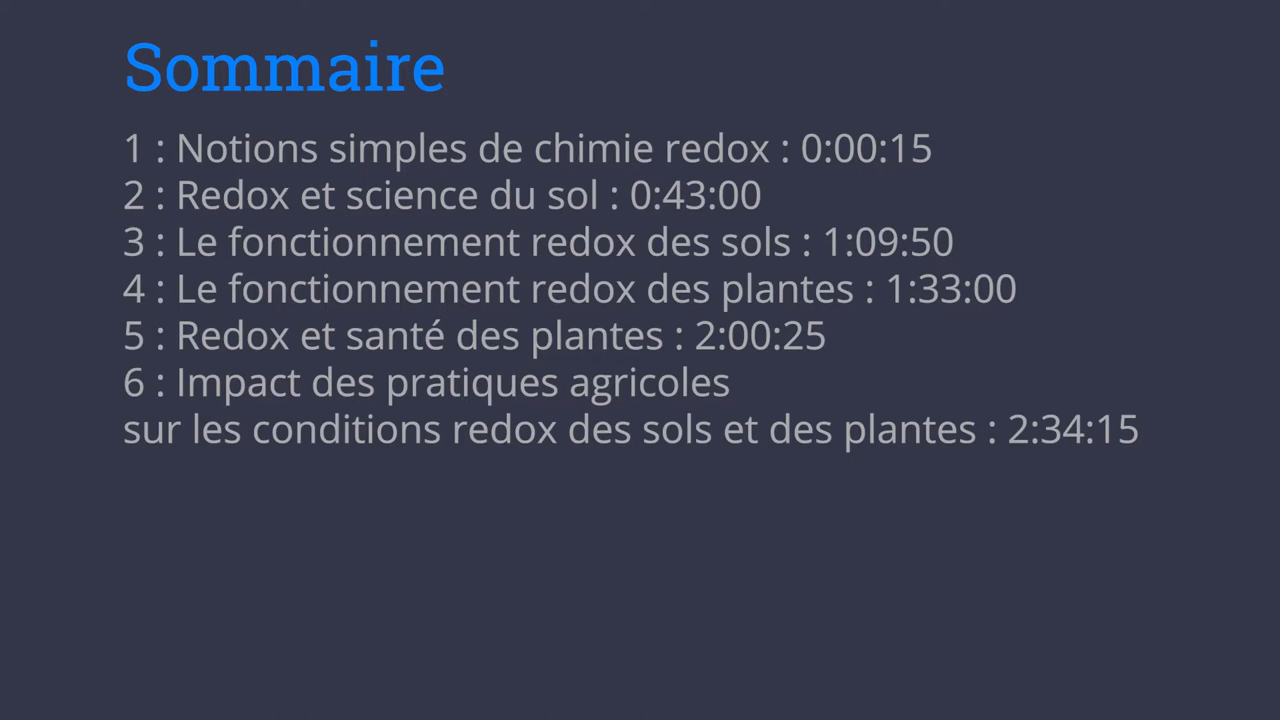 Sommaire
1 : Notions simples de chimie redox : 0:00:15
2 : Redox et science du sol : 0:43:00
3 : Le fonctionnement redox des sols : 1:09:50
4 : Le fonctionnement redox des plantes : 1:33:00
5 : Redox et santé des plantes : 2:00:25
6 : Impact des pratiques agricoles
sur les conditions redox des sols et des plantes : 2:34:15